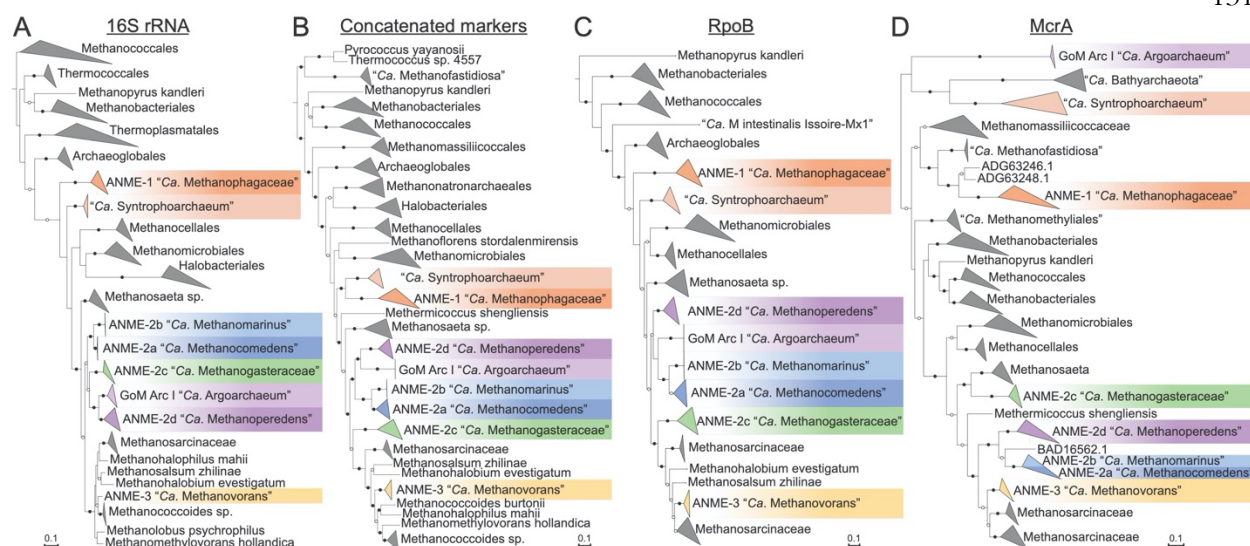 A
16S rRNA
Methanococcales
Thermococcales
Methanopyrus kandleri
Methanobacteriales
Thermoplasmatales
Archaeoglobales
ANME-1 “Ca. Methanophagaceae”
“Ca. Syntrophoarchaeum”
Methanocellales
Methanomicrobiales
Halobacteriales
Methanosaeta sp.
ANME-2b “Ca. Methanomarinus”
ANME-2a “Ca. Methanocomedens”
ANME-2c “Ca. Methanogasteraceae”
GoM Arc I “Ca. Argoarchaeum”
ANME-2d “Ca. Methanoperedens”
Methanosarcinaceae
Methanohalophilus mahii
Methanosalsum zhilinae
Methanohalobium evestigatum
ANME-3 “Ca. Methanovorans”
Methanococcoides sp.
Methanolobus psychrophilus
Methanomethylovorans hollandica
0.1
B
Concatenated markers
Pyrococcus yayanosii
Thermococcus sp. 4557
“Ca. Methanofastidiosa”
Methanopyrus kandleri
Methanobacteriales
Methanococcales
Methanomassiliicoccales
Archaeoglobales
Methanonatronarchaeales
Halobacteriales
Methanocellales
Methanoflorens stordalenmirensis
Methanomicrobiales
“Ca. Syntrophoarchaeum”
ANME-1 “Ca. Methanophagaceae”
Methermicoccus shengliensis
Methanosaeta sp.
ANME-2d “Ca. Methanoperedens”
GoM Arc I “Ca. Argoarchaeum”
ANME-2b “Ca. Methanomarinus”
ANME-2a “Ca. Methanocomedens”
ANME-2c “Ca. Methanogasteraceae”
Methanosarcinaceae
Methanosalsum zhilinae
Methanohalobium evestigatum
ANME-3 “Ca. Methanovorans”
Methanococcoides burtonii
Methanohalophilus mahii
Methanomethylovorans hollandica
Methanococcoides sp.
0.1
C
RpoB
Methanopyrus kandleri
Methanobacteriales
Methanococcales
“Ca. M intestinalis Issoire-Mx1”
Archaeoglobales
ANME-1 “Ca. Methanophagaceae”
“Ca. Syntrophoarchaeum”
Methanomicrobiales
Methanocellales
Methanosaeta sp.
ANME-2d “Ca. Methanoperedens”
GoM Arc I “Ca. Argoarchaeum”
ANME-2b “Ca. Methanomarinus”
ANME-2a “Ca. Methanocomedens”
ANME-2c “Ca. Methanogasteraceae”
Methanosarcinaceae
Methanohalobium evestigatum
Methanosalsum zhilinae
ANME-3 “Ca. Methanovorans”
Methanosarcinaceae
0.1
D
McrA
GoM Arc I “Ca. Argoarchaeum”
“Ca. Bathyarchaeota”
“Ca. Syntrophoarchaeum”
Methanomassiliicoccaceae
“Ca. Methanofastidiosa”
ADG63246.1
ADG63248.1
ANME-1 “Ca. Methanophagaceae”
“Ca. Methanomethyliales”
Methanobacteriales
Methanopyrus kandleri
Methanococcales
Methanobacteriales
Methanomicrobiales
Methanocellales
Methanosaeta
ANME-2c “Ca. Methanogasteraceae”
Methermicoccus shengliensis
ANME-2d “Ca. Methanoperedens”
BAD16562.1
ANME-2b “Ca. Methanomarinus”
ANME-2a “Ca. Methanocomedens
ANME-3 “Ca. Methanovorans”
Methanosarcinaceae
Methanosarcinaceae
0.1